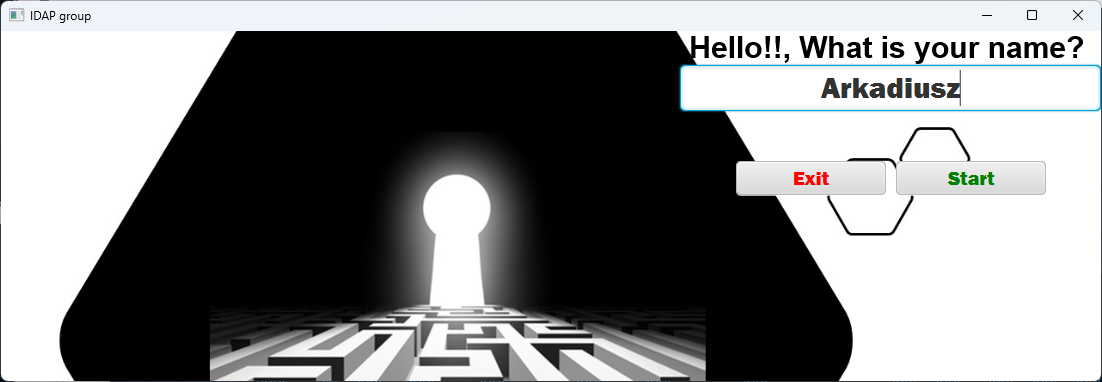 IDAP group
Hello!!, What is your name?
Arkadiusz
Exit
Start